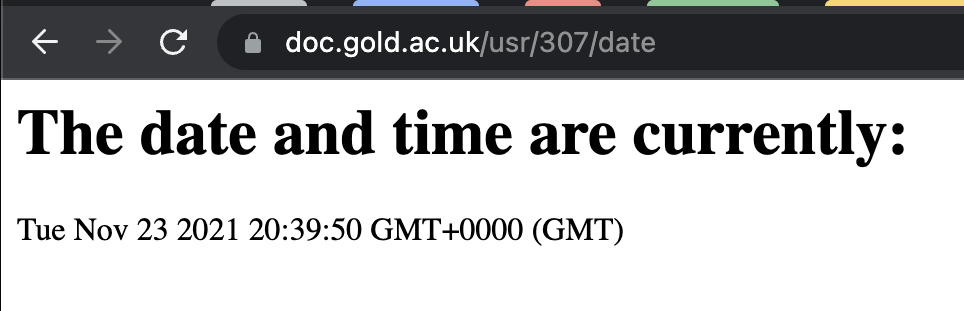 doc.gold.ac.uk/usr/307/date
The date and time are currently:
Tue Nov 23 2021 20:39:50 GMT+0000 (GMT)